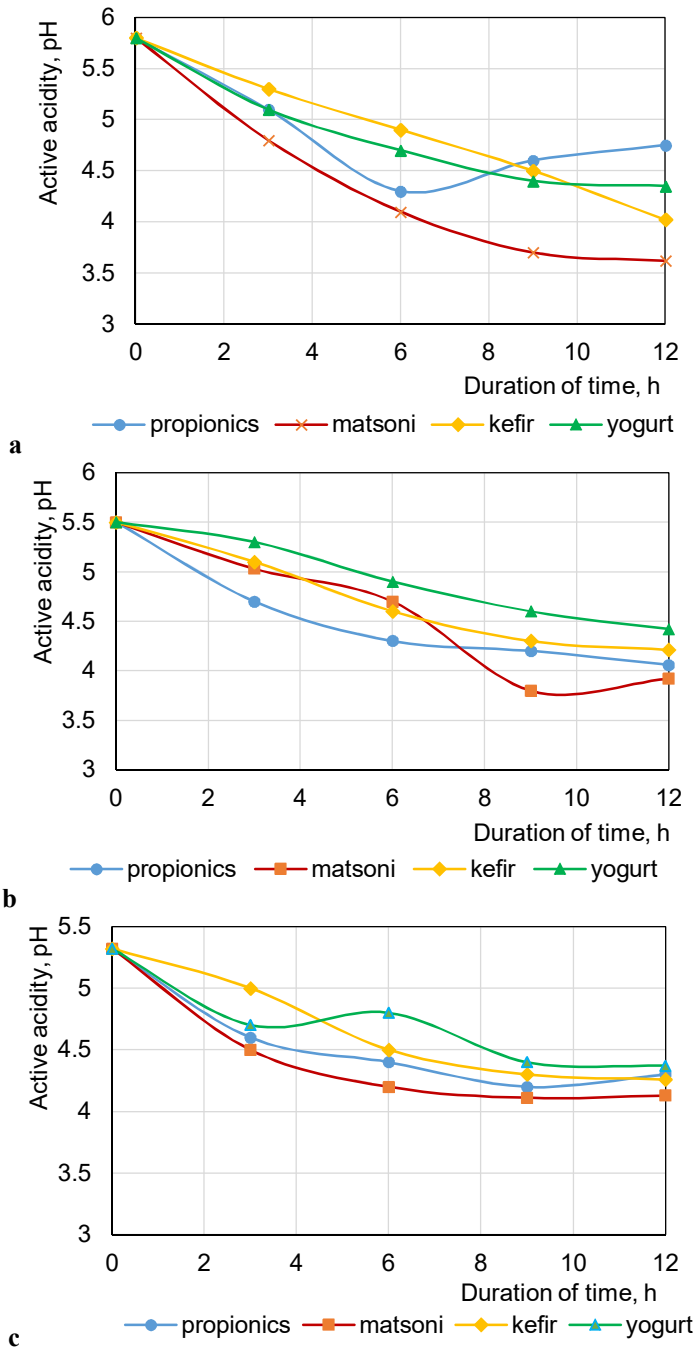 6
5.5
5
4.5
4
3.5
3
Active acidity, pH
0 2 4 6 8 10 12
Duration of time, h
propionics matsoni kefir yogurt
a
6
5.5
5
4.5
4
3.5
3
Active acidity, pH
0 2 4 6 8 10 12
Duration of time, h
propionics matsoni kefir yogurt
b
5.5
5
4.5
4
3.5
3
Active acidity, pH
0 2 4 6 8 10 12
Duration of time, h
propionics matsoni kefir yogurt
c